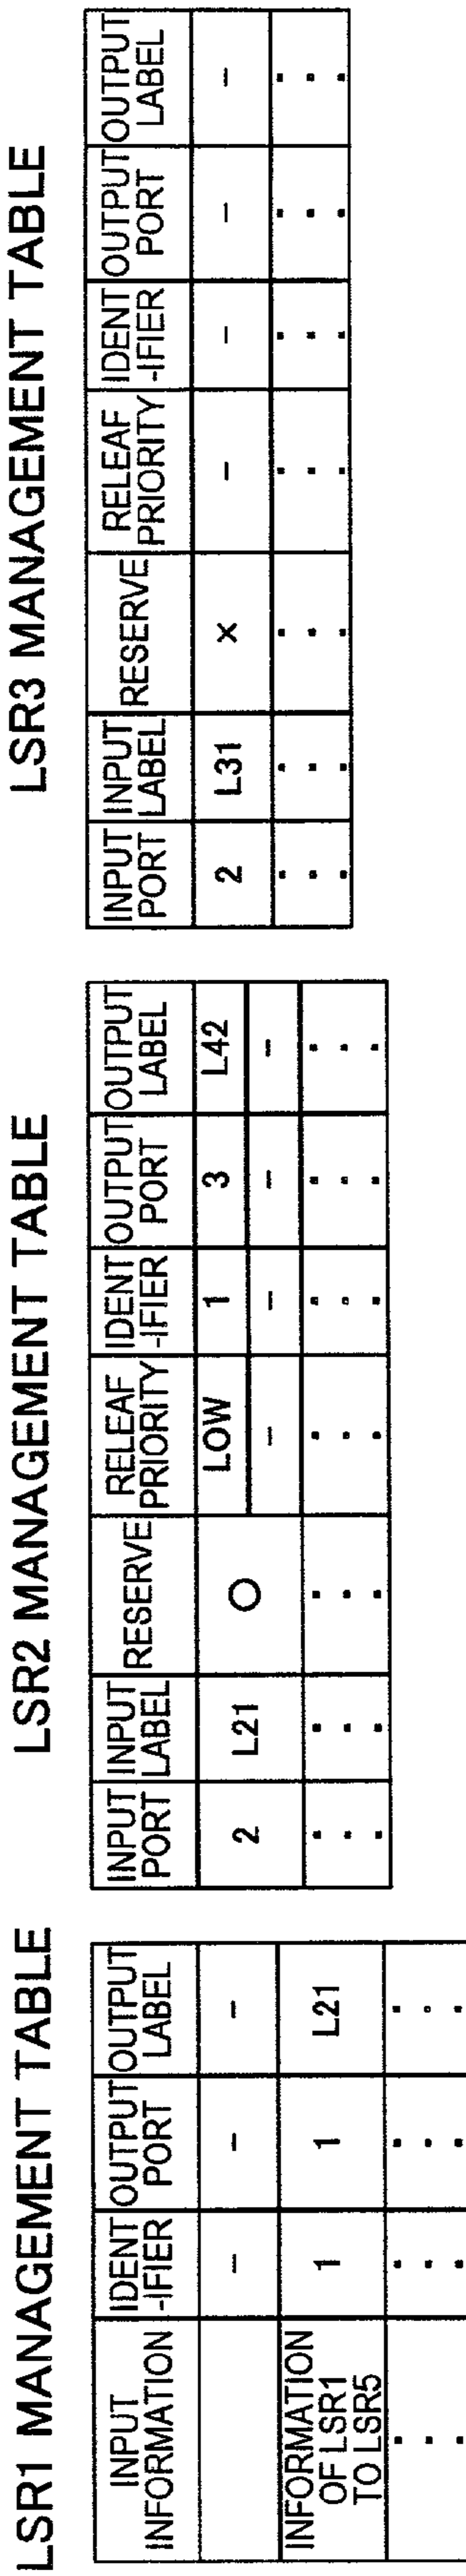 LSR1 MANAGEMENT TABLE
INPUT INFORMATION | IDENT-IFIER | OUTPUT PORT | OUTPUT LABEL
 | – | – | –
INFORMATION OF LSR1 TO LSR5 | 1 | 1 | L21
⋮ | ⋮ | ⋮ | ⋮
LSR2 MANAGEMENT TABLE
INPUT PORT | INPUT LABEL | RESERVE | RELEAF PRIORITY | IDENT-IFIER | OUTPUT PORT | OUTPUT LABEL
2 | L21 | ○ | LOW | 1 | 3 | L42
 | | | – | – | – | –
⋮ | ⋮ | ⋮ | ⋮ | ⋮ | ⋮ | ⋮
LSR3 MANAGEMENT TABLE
INPUT PORT | INPUT LABEL | RESERVE | RELEAF PRIORITY | IDENT-IFIER | OUTPUT PORT | OUTPUT LABEL
2 | L31 | × | – | – | – | –
⋮ | ⋮ | ⋮ | ⋮ | ⋮ | ⋮ | ⋮